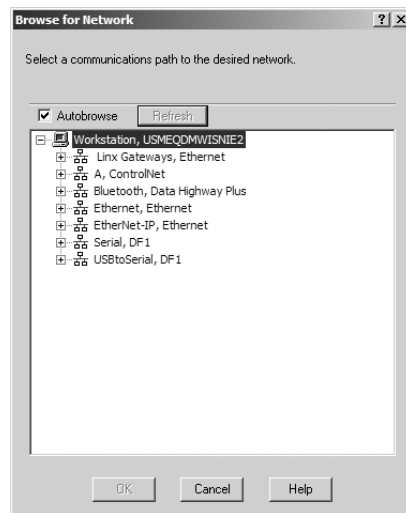 Browse for Network
Select a communications path to the desired network.
Autobrowse Refresh
Workstation, USMEQDMWISNIE2
Linx Gateways, Ethernet
A, ControlNet
Bluetooth, Data Highway Plus
Ethernet, Ethernet
EtherNet-IP, Ethernet
Serial, DF1
USBtoSerial, DF1
OK Cancel Help